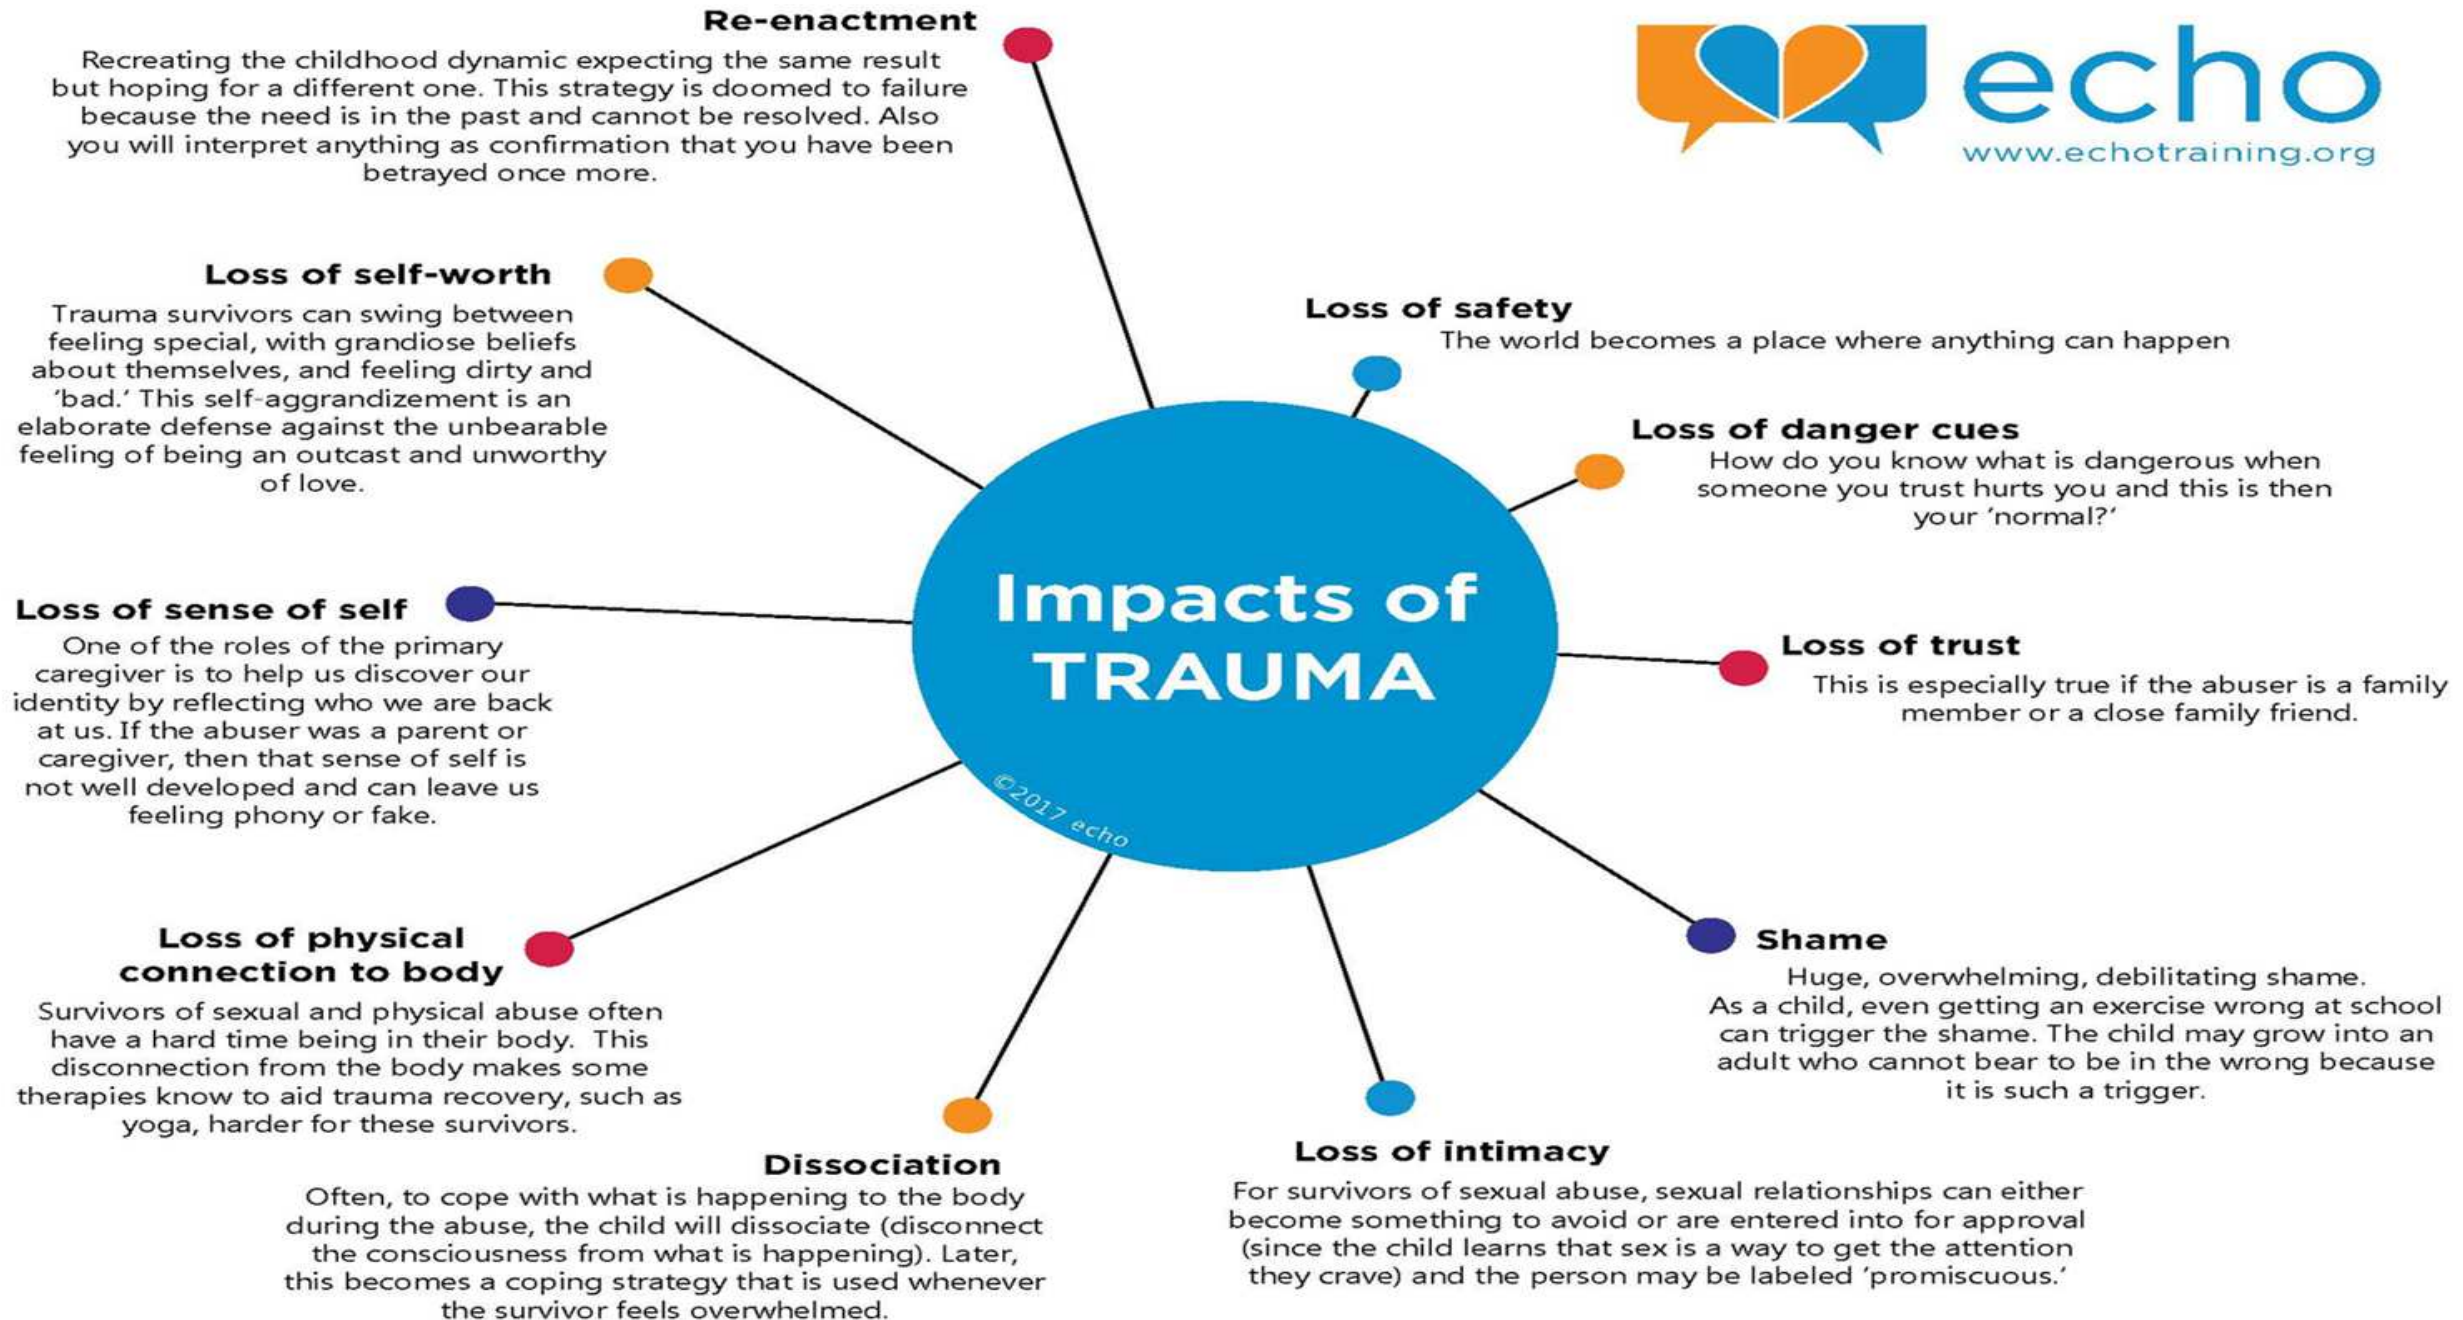 Re-enactment
Recreating the childhood dynamic expecting the same result
but hoping for a different one. This strategy is doomed to failure
because the need is in the past and cannot be resolved. Also
you will interpret anything as confirmation that you have been
betrayed once more.
echo
www.echotraining.org
Loss of self-worth
Trauma survivors can swing between
feeling special, with grandiose beliefs
about themselves, and feeling dirty and
‘bad.’ This self-aggrandizement is an
elaborate defense against the unbearable
feeling of being an outcast and unworthy
of love.
Loss of safety
The world becomes a place where anything can happen
Loss of danger cues
How do you know what is dangerous when
someone you trust hurts you and this is then
your ‘normal?’
Impacts of
TRAUMA
©2017 echo
Loss of sense of self
One of the roles of the primary
caregiver is to help us discover our
identity by reflecting who we are back
at us. If the abuser was a parent or
caregiver, then that sense of self is
not well developed and can leave us
feeling phony or fake.
Loss of trust
This is especially true if the abuser is a family
member or a close family friend.
Loss of physical
connection to body
Survivors of sexual and physical abuse often
have a hard time being in their body. This
disconnection from the body makes some
therapies know to aid trauma recovery, such as
yoga, harder for these survivors.
Shame
Huge, overwhelming, debilitating shame.
As a child, even getting an exercise wrong at school
can trigger the shame. The child may grow into an
adult who cannot bear to be in the wrong because
it is such a trigger.
Dissociation
Often, to cope with what is happening to the body
during the abuse, the child will dissociate (disconnect
the consciousness from what is happening). Later,
this becomes a coping strategy that is used whenever
the survivor feels overwhelmed.
Loss of intimacy
For survivors of sexual abuse, sexual relationships can either
become something to avoid or are entered into for approval
(since the child learns that sex is a way to get the attention
they crave) and the person may be labeled ‘promiscuous.’